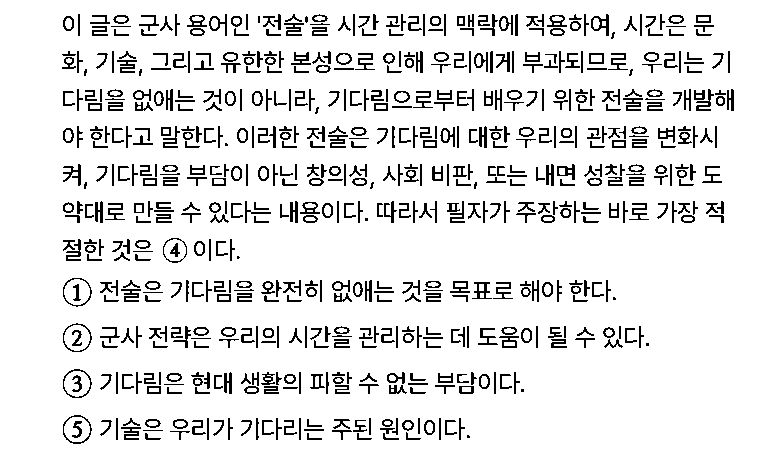 이 글은 군사 용어인 '전술'을 시간 관리의 맥락에 적용하여, 시간은 문
화, 기술, 그리고 유한한 본성으로 인해 우리에게 부과되므로, 우리는 기
다림을 없애는 것이 아니라, 기다림으로부터 배우기 위한 전술을 개발해
야 한다고 말한다. 이러한 전술은 기다림에 대한 우리의 관점을 변화시
켜, 기다림을 부담이 아닌 창의성, 사회 비판, 또는 내면 성찰을 위한 도
약대로 만들 수 있다는 내용이다. 따라서 필자가 주장하는 바로 가장 적
절한 것은 ④ 이다.
① 전술은 기다림을 완전히 없애는 것을 목표로 해야 한다.
② 군사 전략은 우리의 시간을 관리하는 데 도움이 될 수 있다.
③ 기다림은 현대 생활의 피할 수 없는 부담이다.
⑤ 기술은 우리가 기다리는 주된 원인이다.